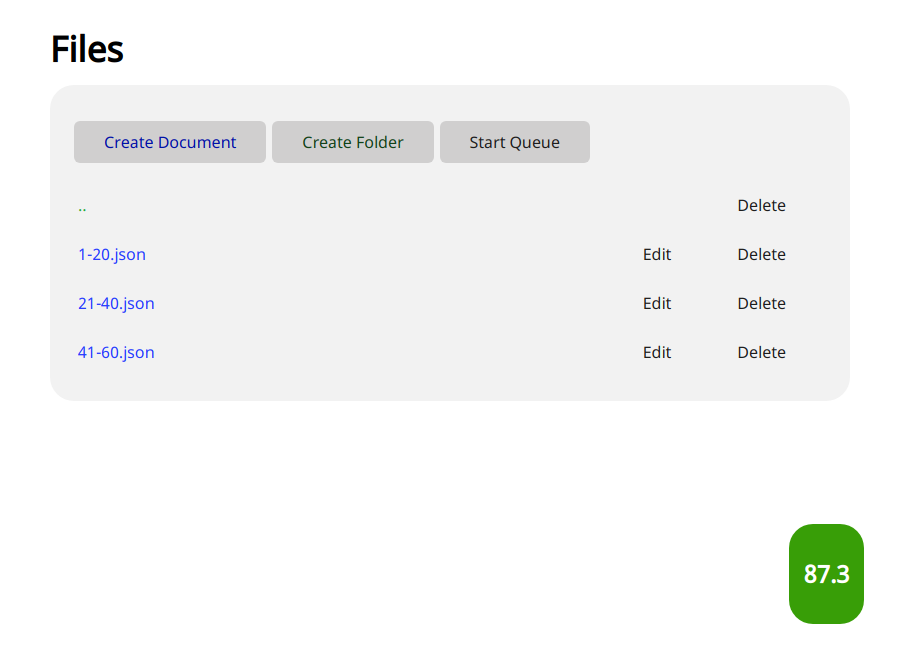 Files
Create Document Create Folder Start Queue
.. Delete
1-20.json Edit Delete
21-40.json Edit Delete
41-60.json Edit Delete
87.3